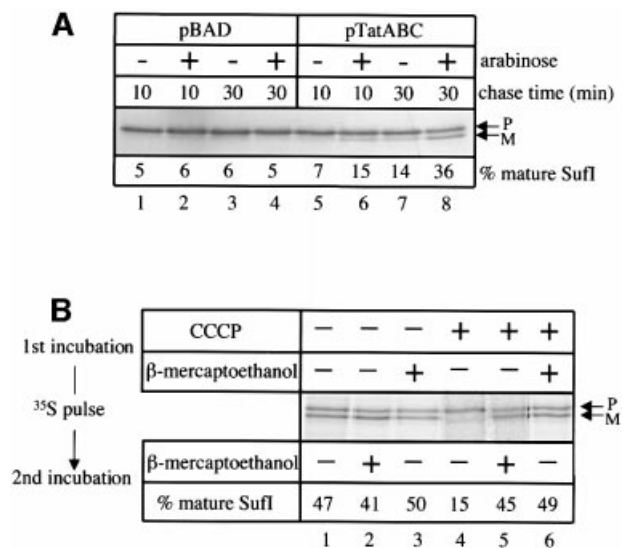 A
pBAD pTatABC
- + - + - + - + arabinose
10 10 30 30 10 10 30 30 chase time (min)
P
M
5 6 6 5 7 15 14 36 % mature SufI
1 2 3 4 5 6 7 8
B
CCCP − − − + + +
1st incubation
β-mercaptoethanol − − + − − +
35S pulse
P
M
β-mercaptoethanol − + − − + −
2nd incubation
% mature SufI 47 41 50 15 45 49
1 2 3 4 5 6